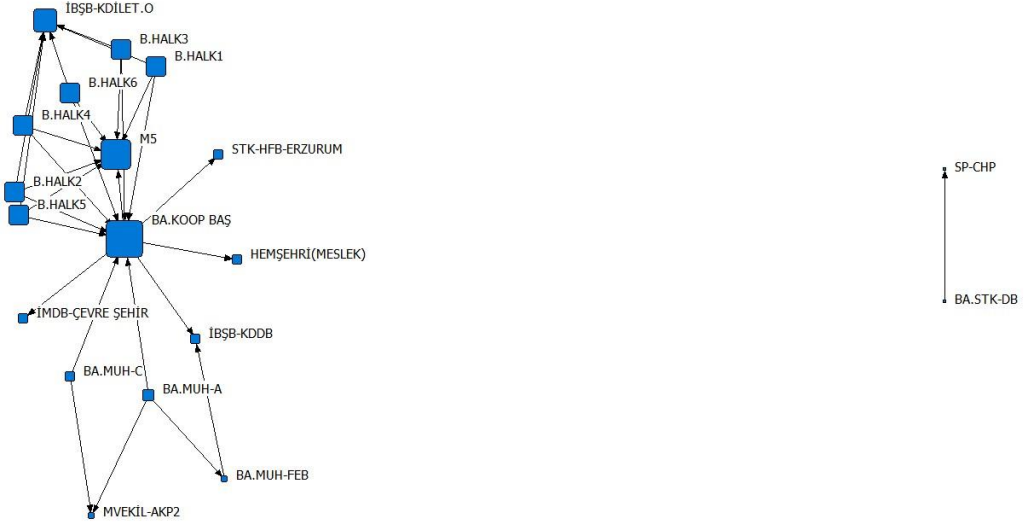 İBŞB-KDİLET.O
B.HALK3
B.HALK1
B.HALK6
B.HALK4
M5
STK-HFB-ERZURUM
SP-CHP
B.HALK2
B.HALK5
BA.KOOP BAŞ
HEMŞEHRİ(MESLEK)
BA.STK-DB
İMDB-ÇEVRE ŞEHİR
İBŞB-KDDB
BA.MUH-C
BA.MUH-A
BA.MUH-FEB
MVEKİL-AKP2